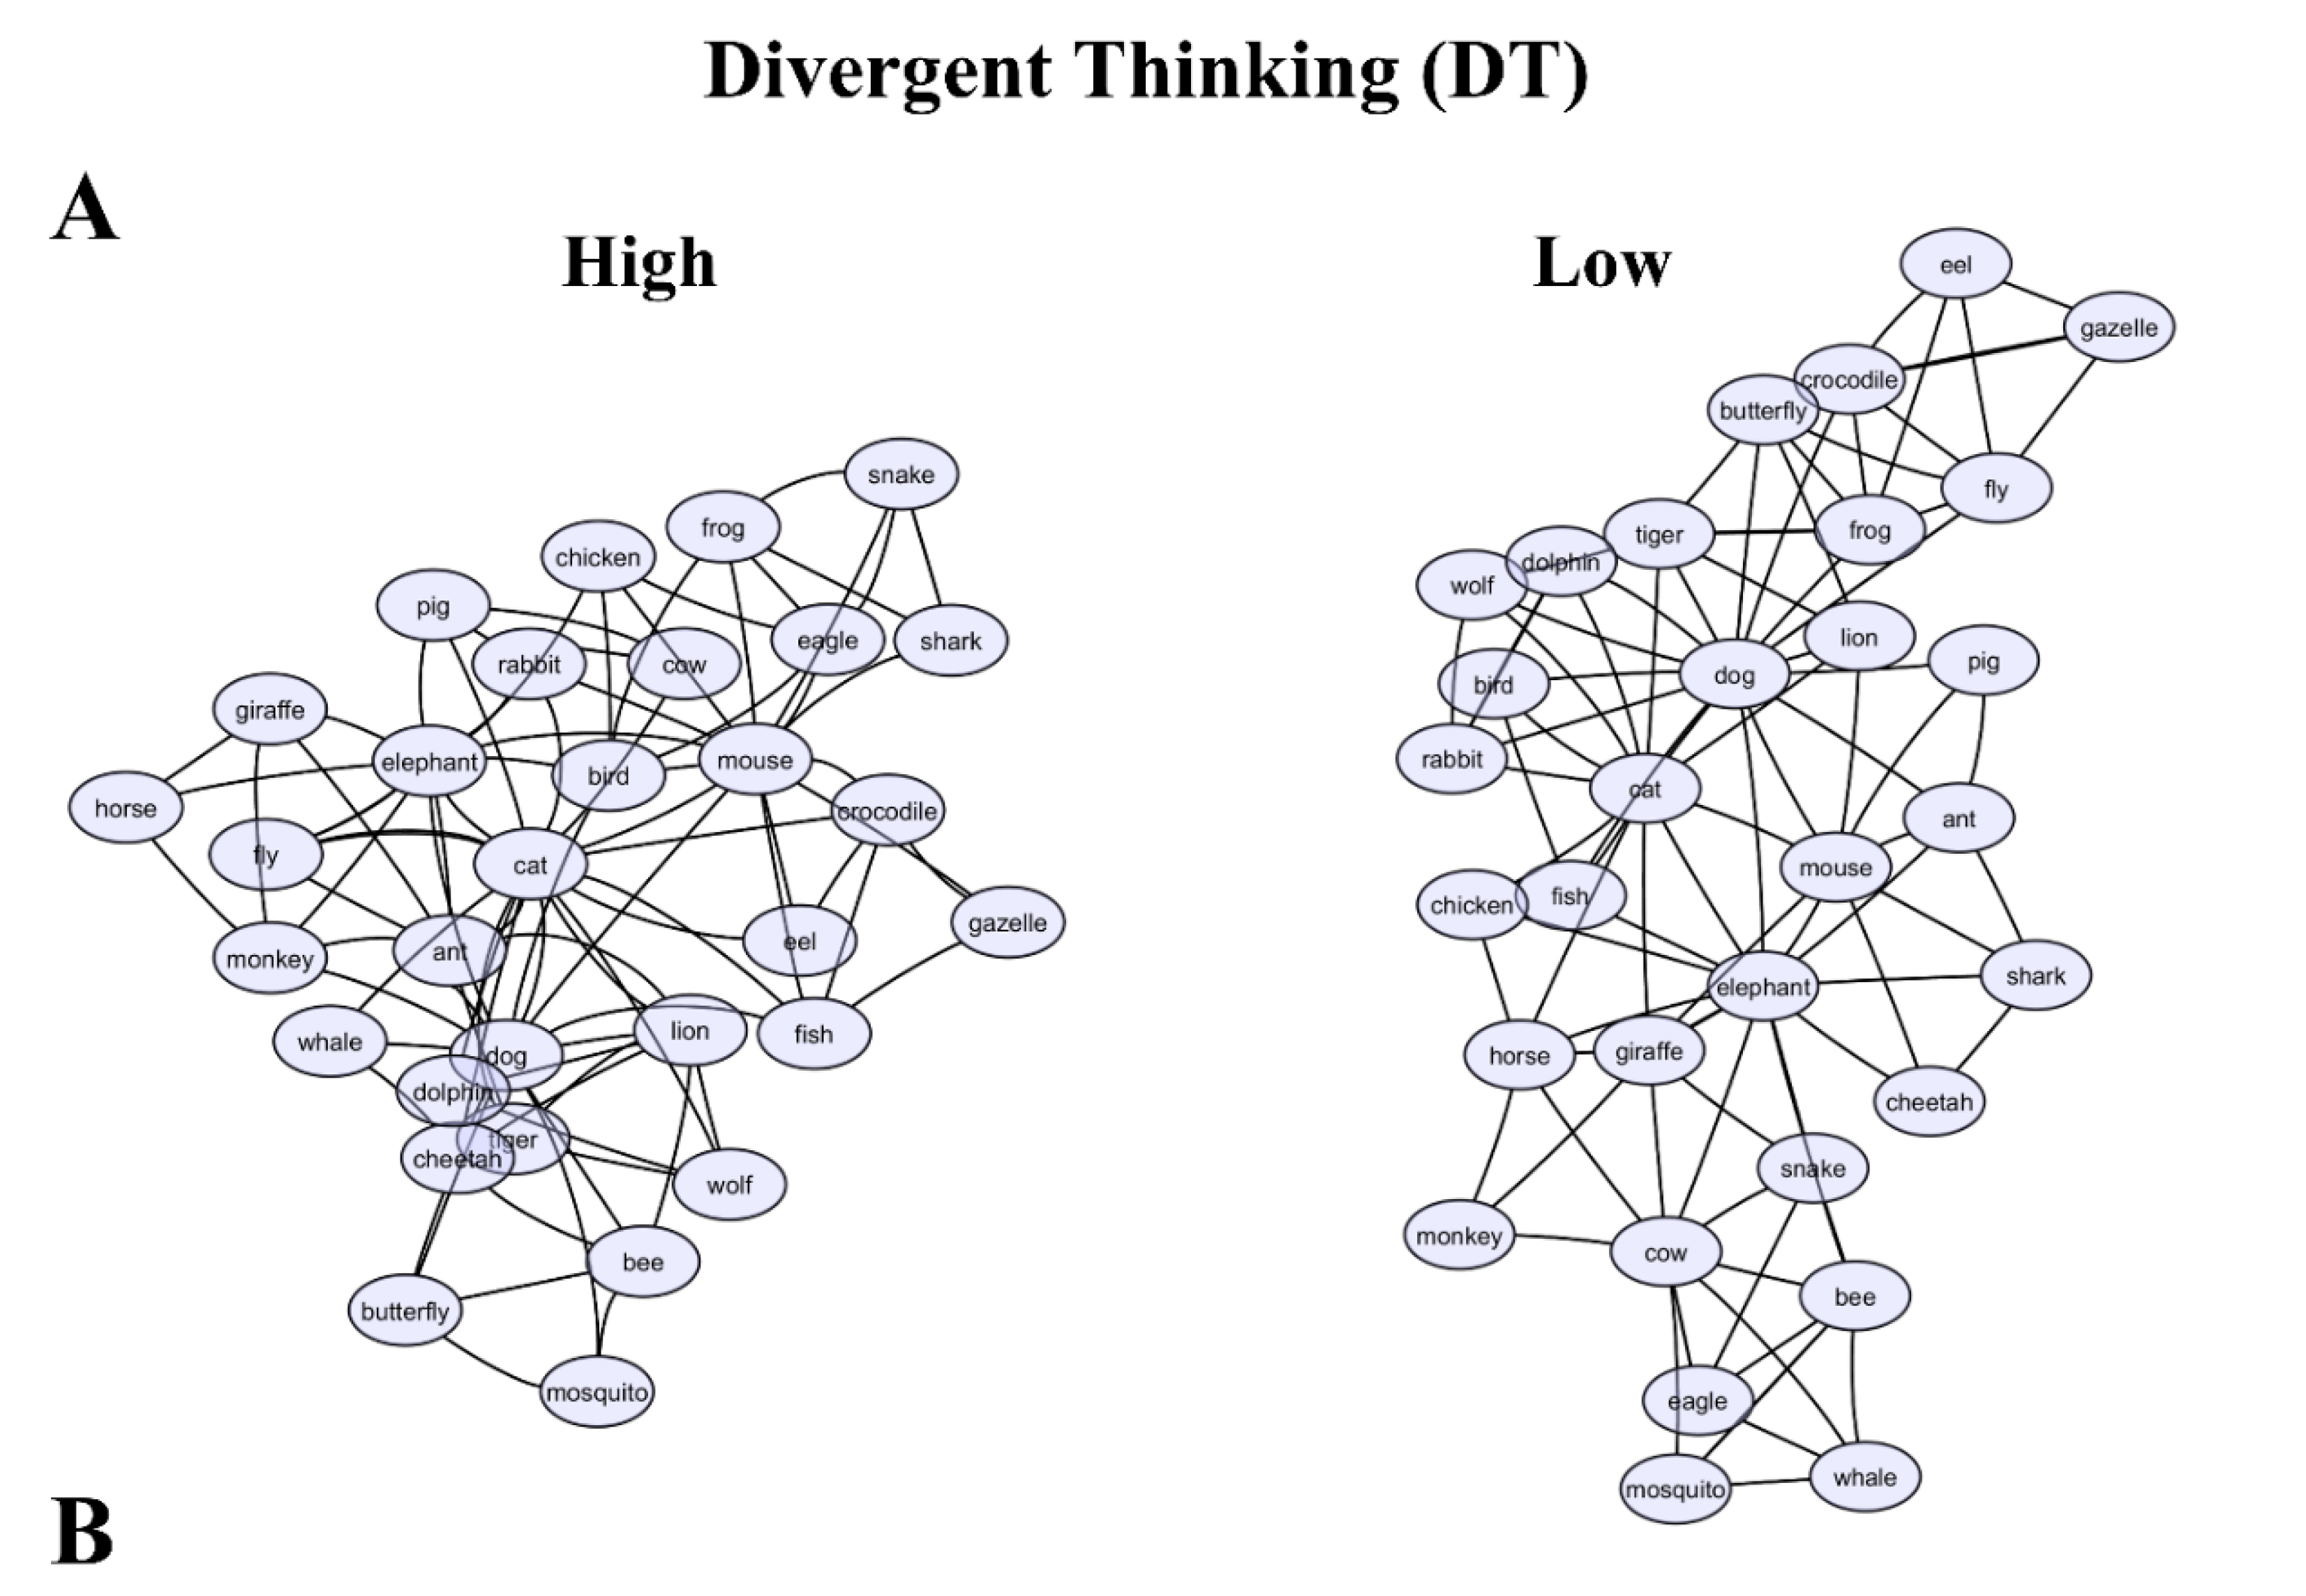 Divergent Thinking (DT)
A
High
Low
snake
frog
chicken
pig
rabbit
cow
eagle
shark
giraffe
elephant
bird
mouse
horse
crocodile
fly
cat
gazelle
monkey
ant
eel
whale
dog
lion
fish
dolphin
tiger
cheetah
wolf
bee
butterfly
mosquito
eel
gazelle
crocodile
butterfly
fly
tiger
frog
dolphin
wolf
lion
pig
dog
bird
rabbit
cat
ant
mouse
chicken
fish
elephant
shark
horse
giraffe
cheetah
snake
monkey
cow
bee
eagle
whale
mosquito
B